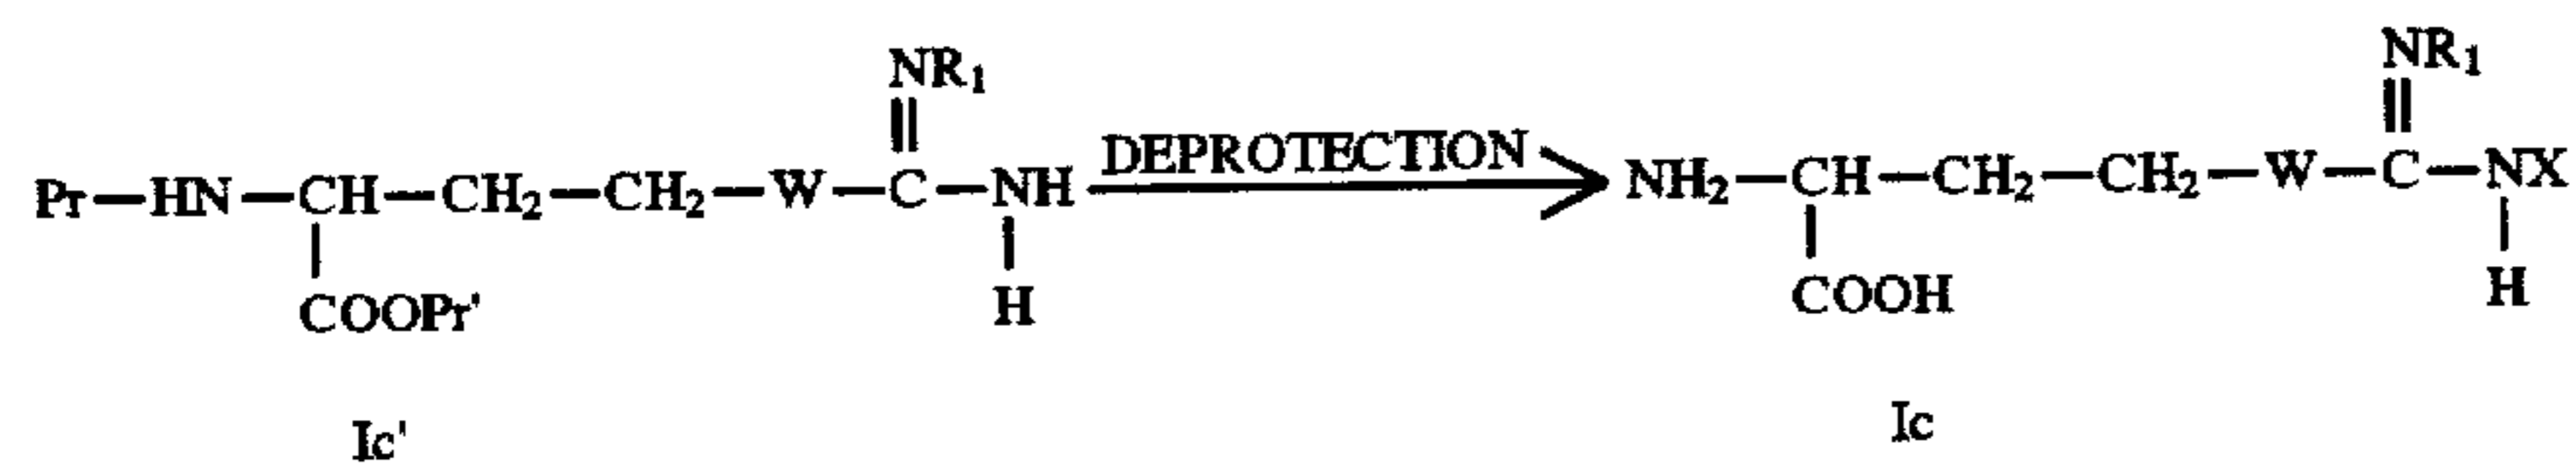 NR₁ NR₁
Pr—HN—CH—CH₂—CH₂—W—C—NH DEPROTECTION NH₂—CH—CH₂—CH₂—W—C—NX
COOPr' H COOH H
Ic' Ic